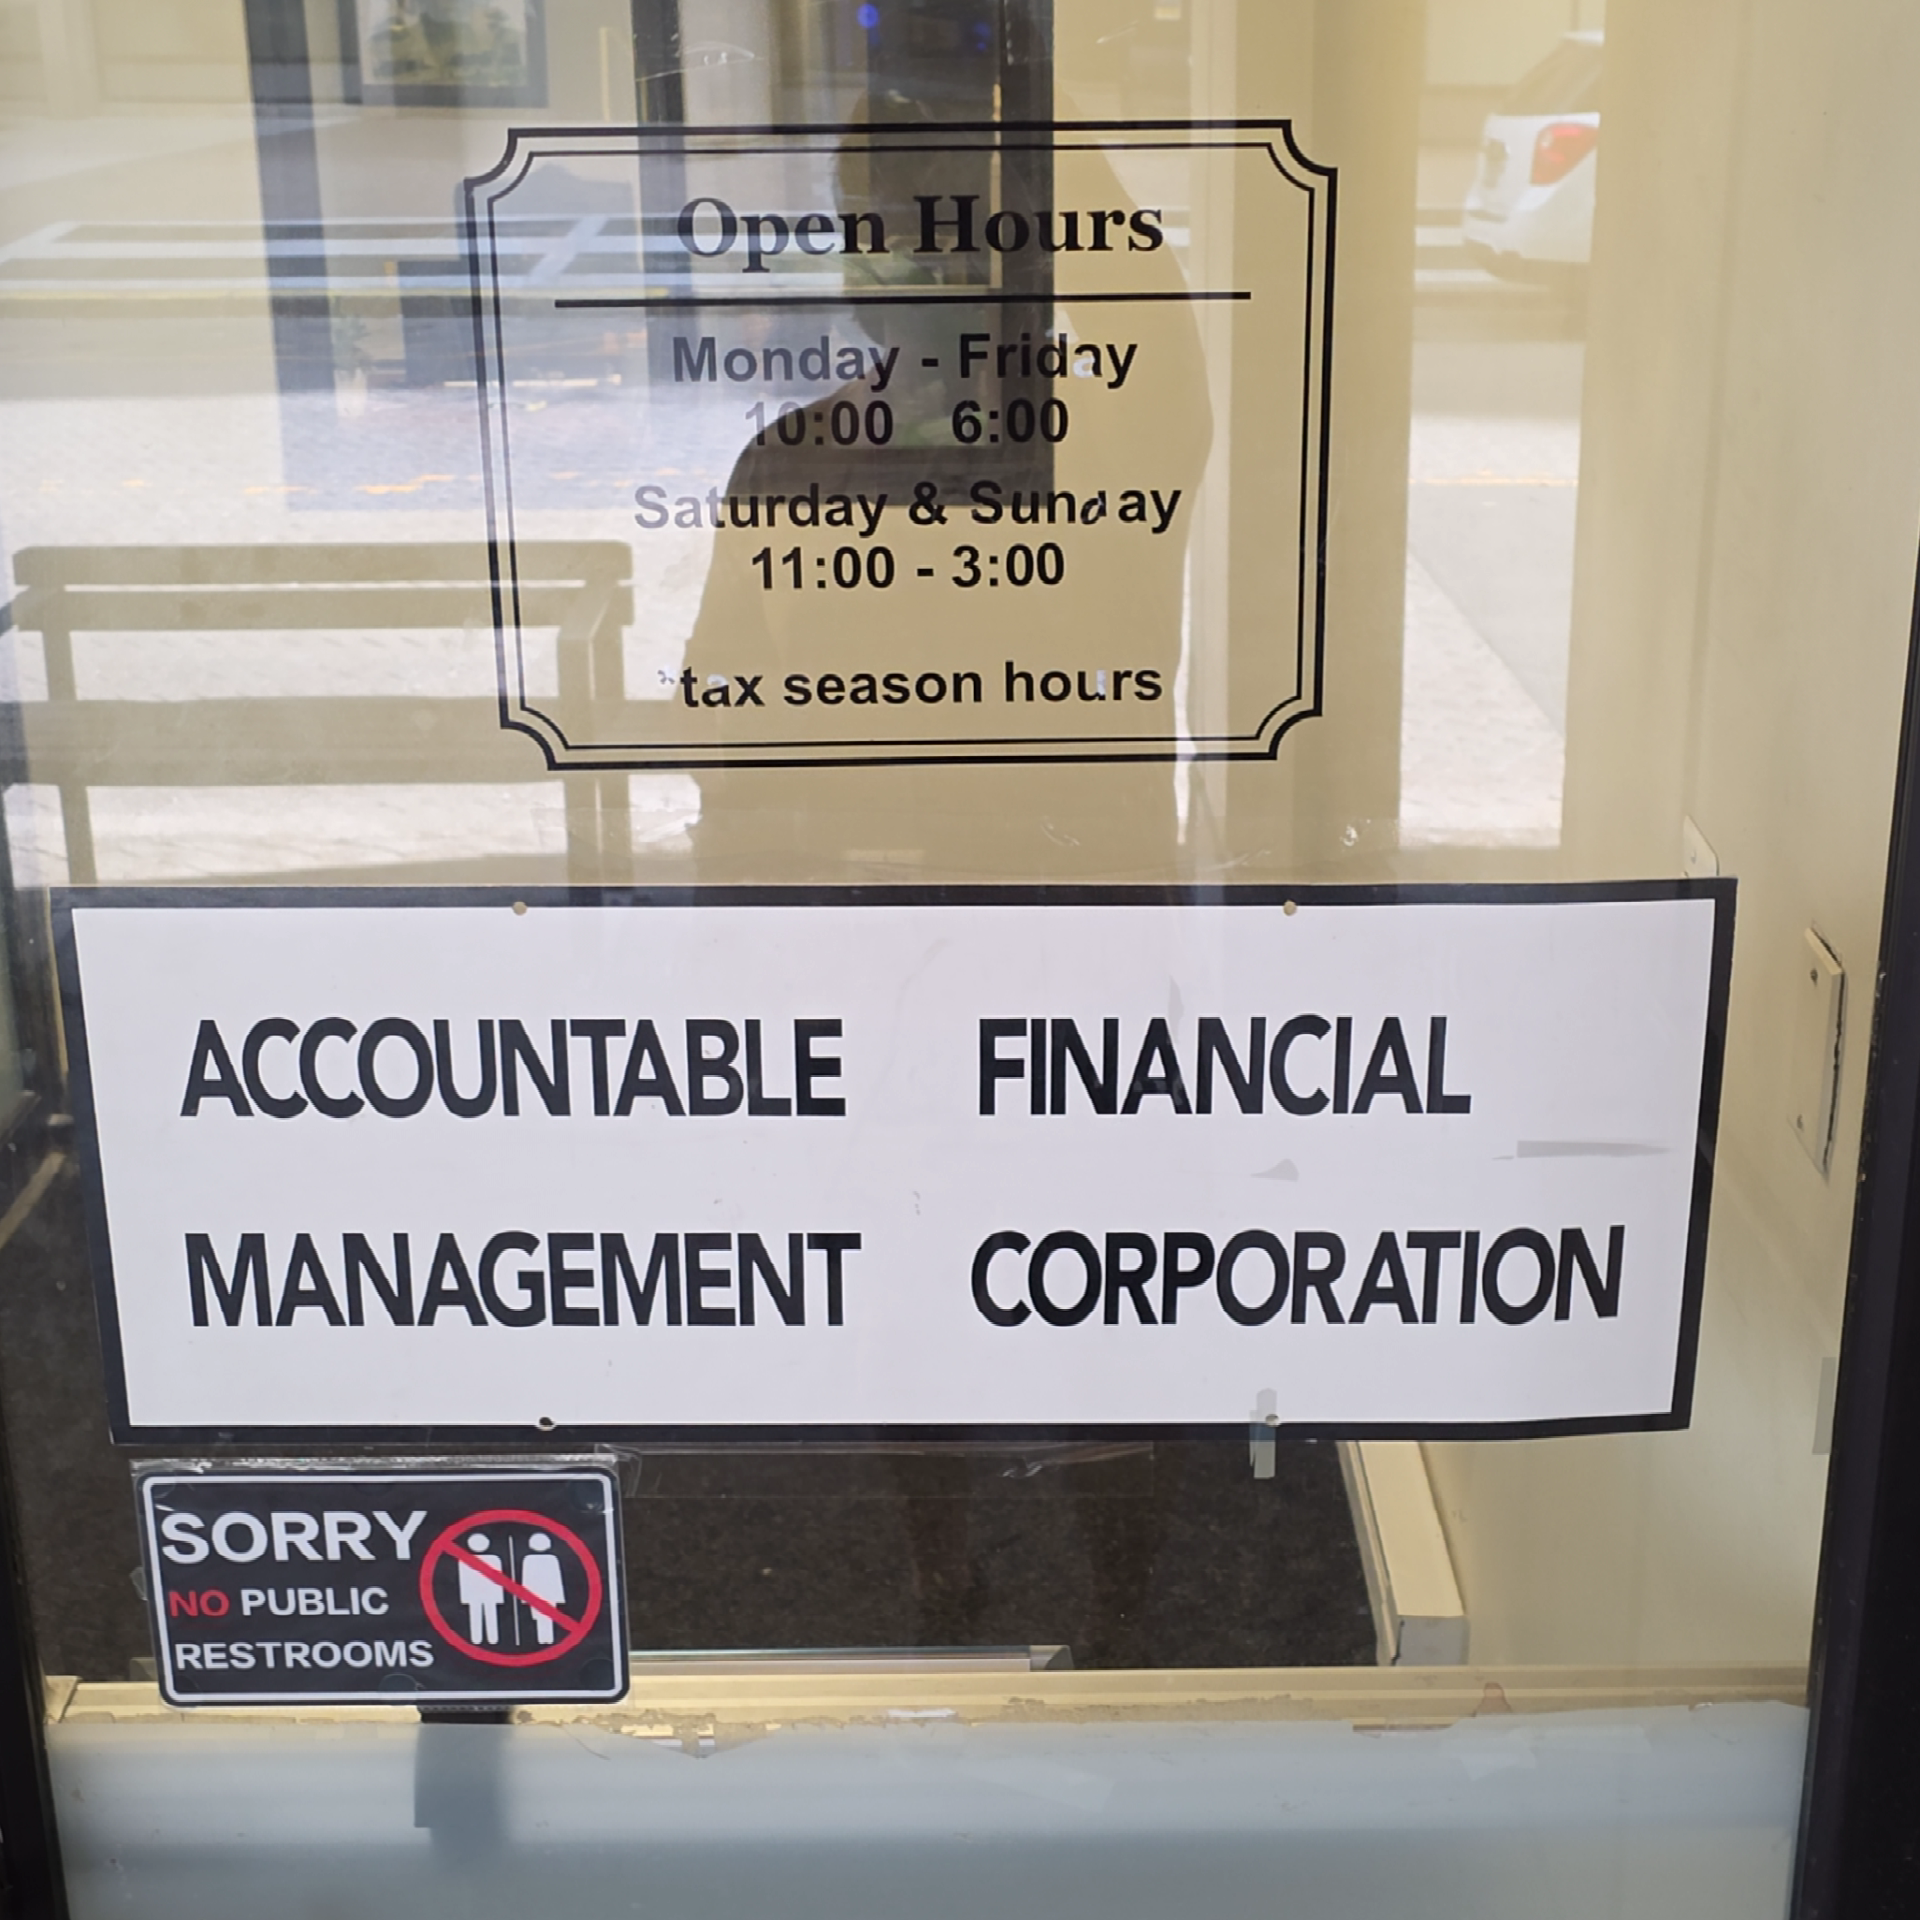 Open Hours
Monday - Friday
10:00 6:00
Saturday & Sunday
11:00 - 3:00
*tax season hours
ACCOUNTABLE FINANCIAL
MANAGEMENT CORPORATION
SORRY
NO PUBLIC
RESTROOMS